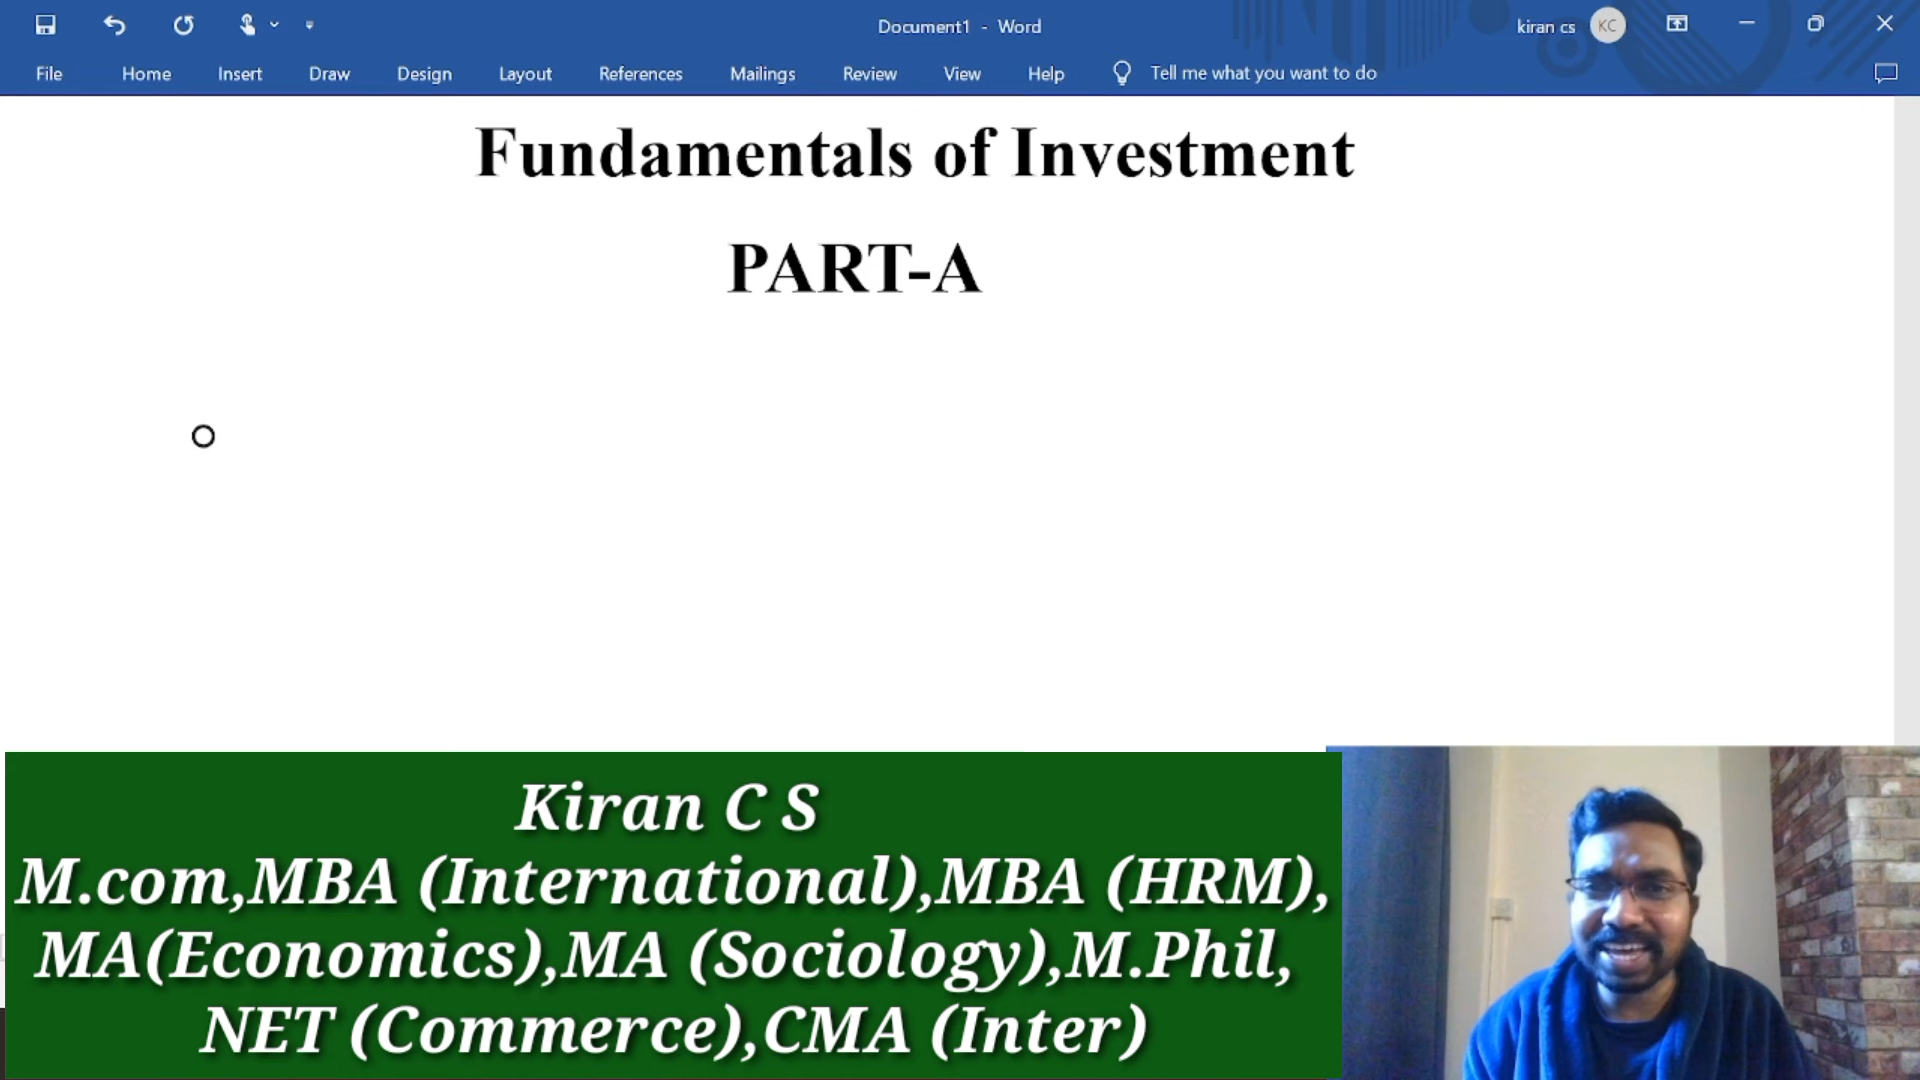 Document1 - Word
kiran cs KC
File Home Insert Draw Design Layout References Mailings Review View Help Tell me what you want to do
Fundamentals of Investment
PART-A
Kiran C S
M.com,MBA (International),MBA (HRM),
MA(Economics),MA (Sociology),M.Phil,
NET (Commerce),CMA (Inter)